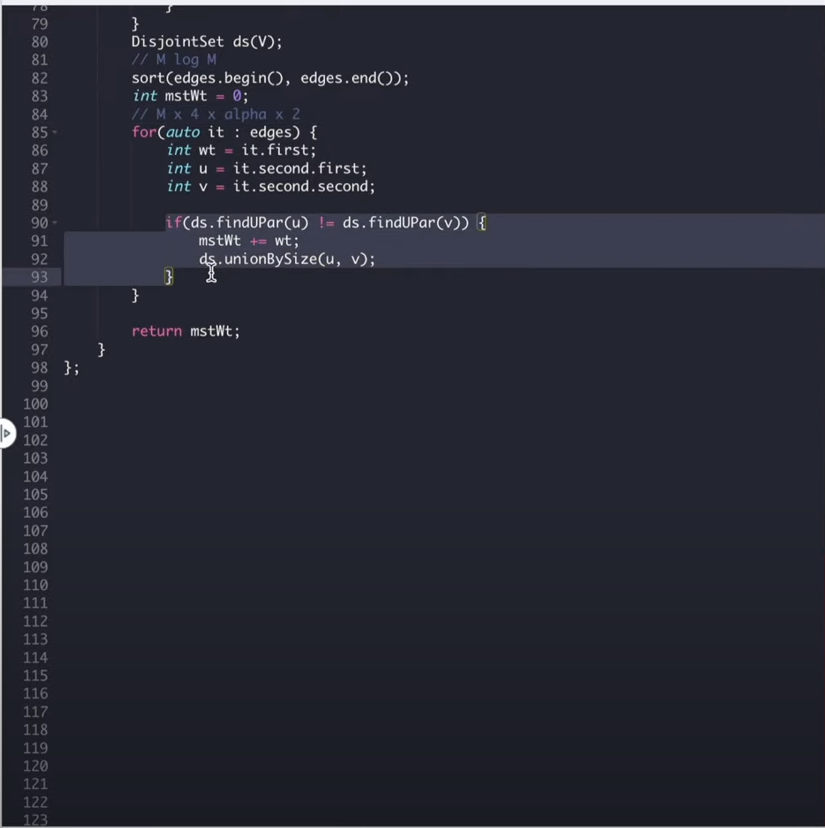 78 }
79 }
80 DisjointSet ds(V);
81 // M log M
82 sort(edges.begin(), edges.end());
83 int mstWt = 0;
84 // M x 4 x alpha x 2
85 for(auto it : edges) {
86 int wt = it.first;
87 int u = it.second.first;
88 int v = it.second.second;
89
90 if(ds.findUPar(u) != ds.findUPar(v)) {
91 mstWt += wt;
92 ds.unionBySize(u, v);
93 }
94 }
95
96 return mstWt;
97 }
98 };
99
100
101
102
103
104
105
106
107
108
109
110
111
112
113
114
115
116
117
118
119
120
121
122
123